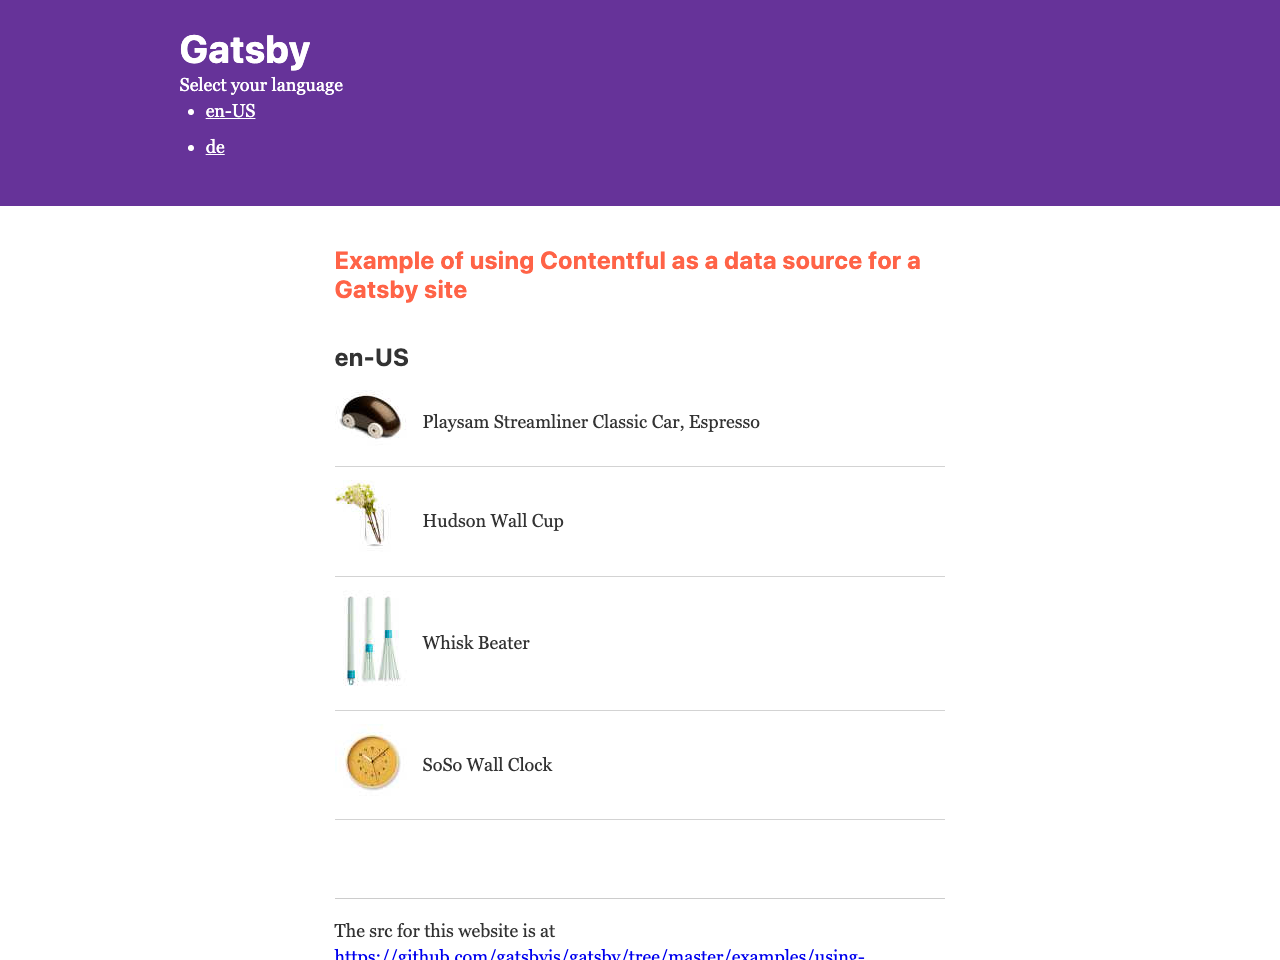 Gatsby
Select your language
en-US
de
Example of using Contentful as a data source for a
Gatsby site
en-US
Playsam Streamliner Classic Car, Espresso
Hudson Wall Cup
Whisk Beater
SoSo Wall Clock
The src for this website is at
https://github.com/gatsbyjs/gatsby/tree/master/examples/using-